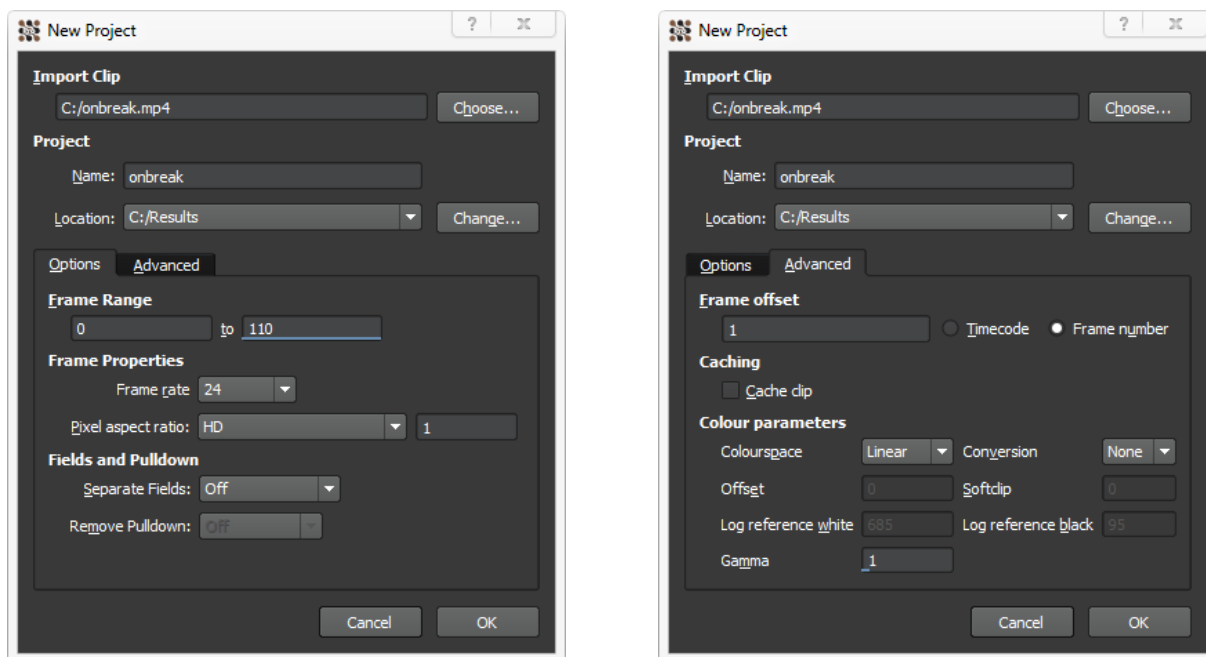 New Project
?
Import Clip
C:/onbreak.mp4 Choose...
Project
Name: onbreak
Location: C:/Results Change...
Options Advanced
Frame Range
0 to 110
Frame Properties
Frame rate 24
Pixel aspect ratio: HD 1
Fields and Pulldown
Separate Fields: Off
Remove Pulldown: Off
Cancel OK
New Project
?
Import Clip
C:/onbreak.mp4 Choose...
Project
Name: onbreak
Location: C:/Results Change...
Options Advanced
Frame offset
1 Timecode Frame number
Caching
Cache clip
Colour parameters
Colourspace Linear Conversion None
Offset 0 Softclip 0
Log reference white 685 Log reference black 95
Gamma 1
Cancel OK